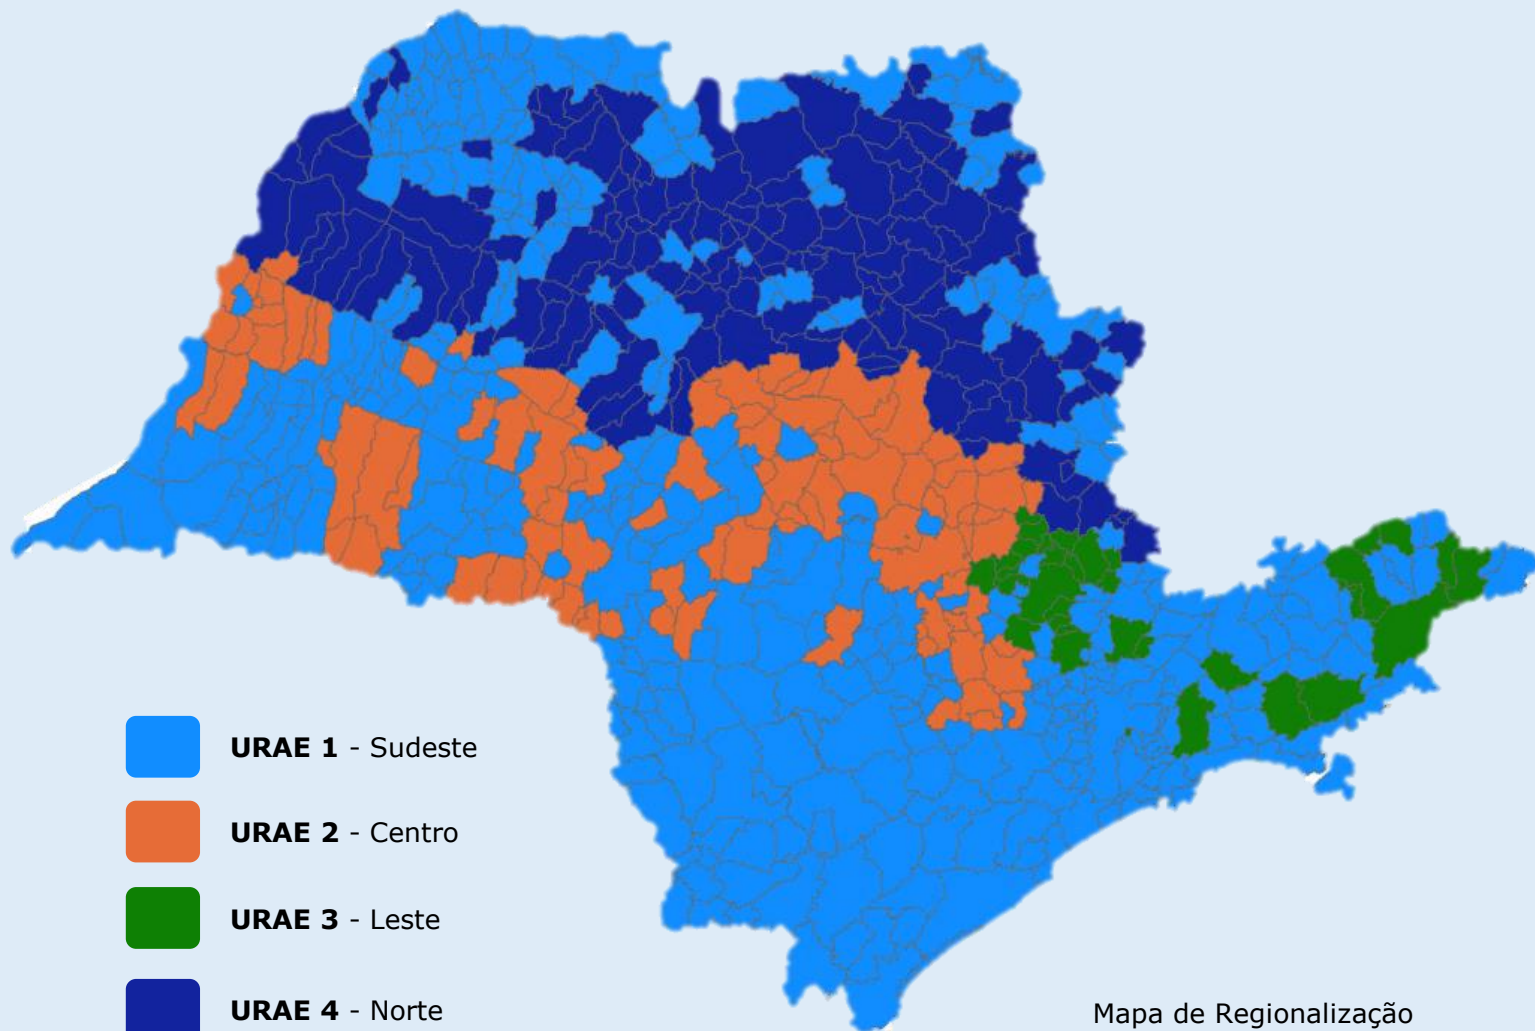 URAE 1 - Sudeste
URAE 2 - Centro
URAE 3 - Leste
URAE 4 - Norte
Mapa de Regionalização